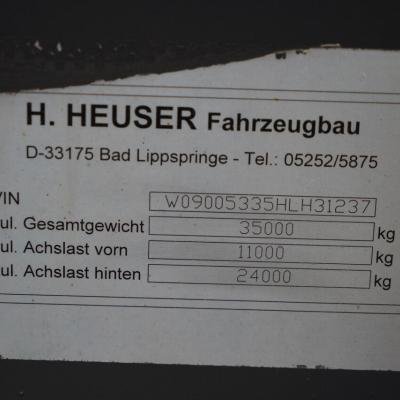 H. HEUSER Fahrzeugbau
D-33175 Bad Lippspringe - Tel.: 05252/5875
VIN W09005335HLH31237
ul. Gesamtgewicht 35000 kg
ul. Achslast vorn 11000 kg
ul. Achslast hinten 24000 kg